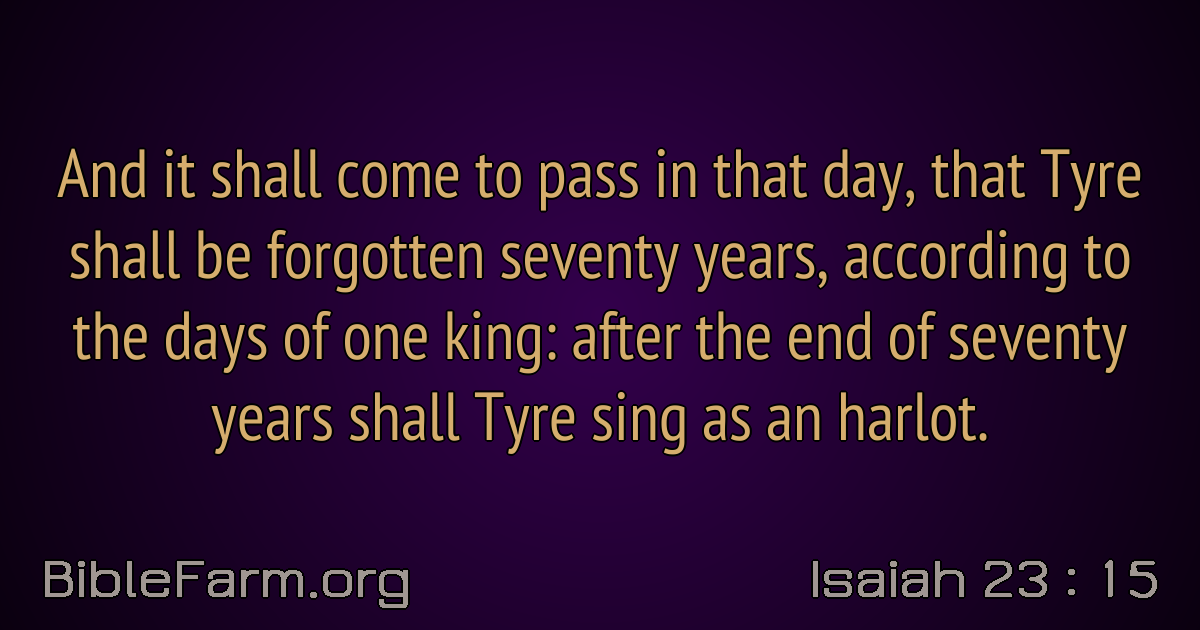 And it shall come to pass in that day, that Tyre
shall be forgotten seventy years, according to
the days of one king: after the end of seventy
years shall Tyre sing as an harlot.
BibleFarm.org
Isaiah 23 : 15